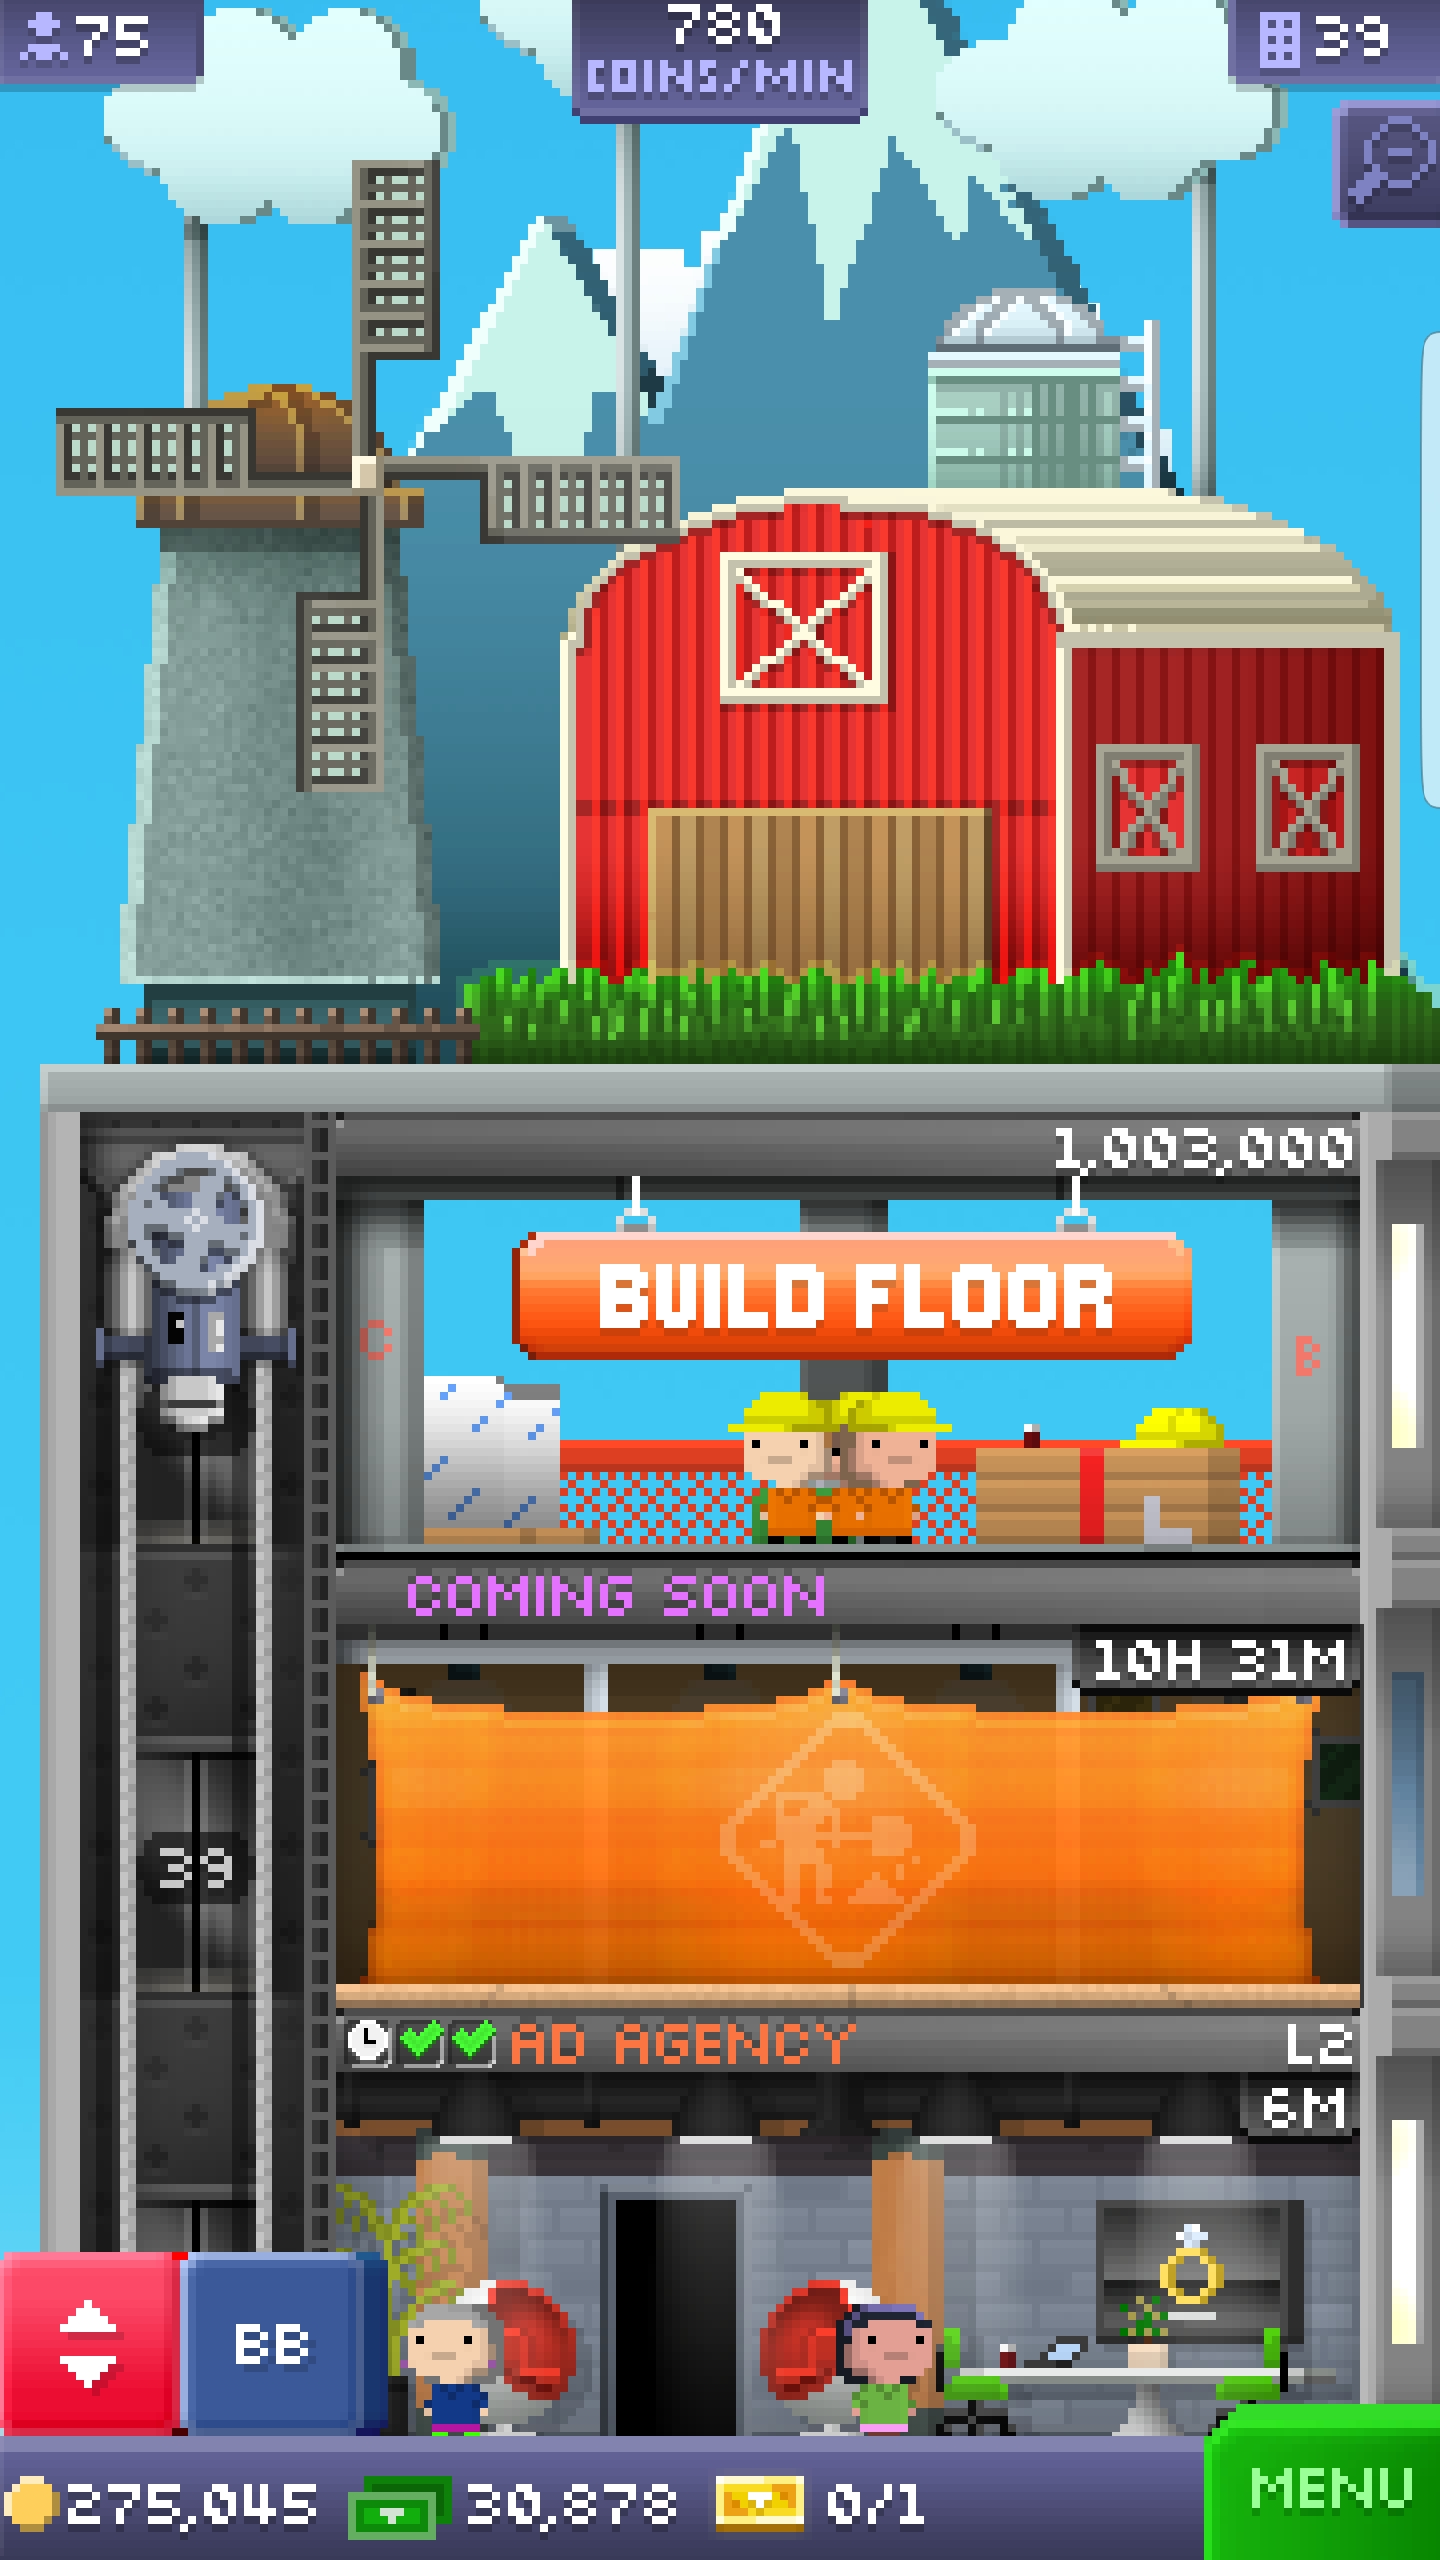 75
780
COINS/MIN
39
1,003,000
BUILD FLOOR
C
B
COMING SOON
10H 31M
39
AD AGENCY
L2
6M
BB
275,045
30,878
0/1
MENU